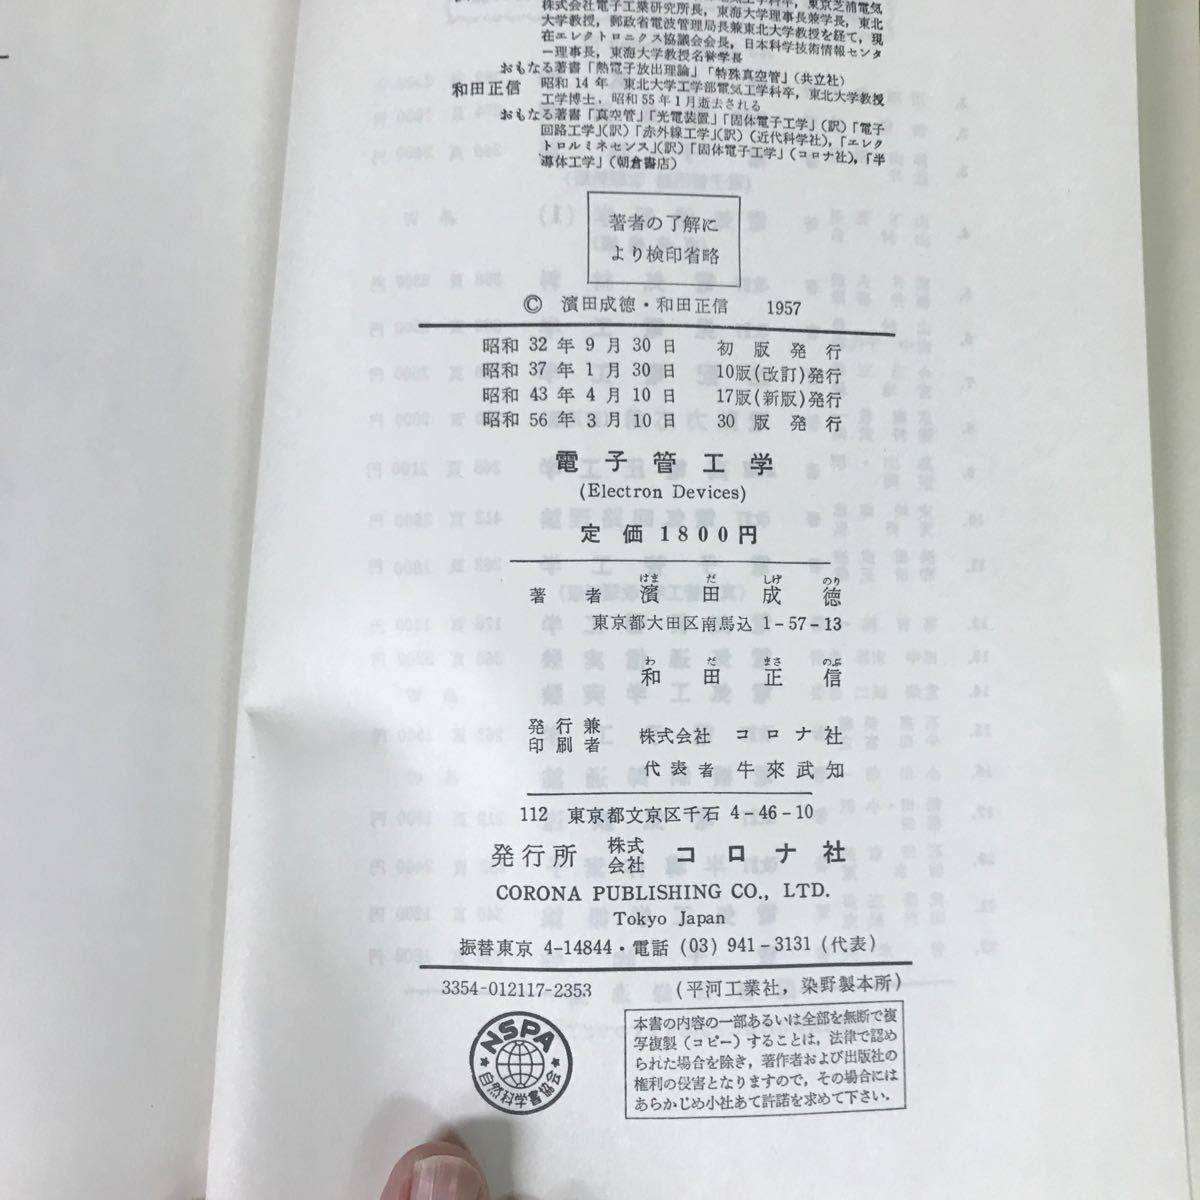 株式会社電子工業研究所長，東海大学理事長兼学長，東北
大学教授，郵政省電波管理局長兼東北大学教授を経て，現
在エレクトロニクス協議会会長，日本科学技術情報センタ
ー理事長，東海大学教授名誉学長
おもなる著書「熱電子放出理論」「特殊真空管」（共立社）
和田正信 昭和14年 東北大学工学部電気工学科卒，東北大学教授
工学博士，昭和55年1月逝去される
おもなる著書「真空管」「光電装置」「固体電子工学」（訳）「電子
回路工学」（訳）「赤外線工学」（訳）（近代科学社），「エレク
トロルミネセンス」（訳）「固体電子工学」（コロナ社），「半
導体工学」（朝倉書店）
著者の了解に
より検印省略
© 濱田成徳・和田正信 1957
昭和 32 年 9 月 30 日 初版発行
昭和 37 年 1 月 30 日 10版(改訂)発行
昭和 43 年 4 月 10 日 17版(新版)発行
昭和 56 年 3 月 10 日 30 版発行
電子管工学
(Electron Devices)
定価 1800円
はま だ しげ のり
著者 濱田成徳
東京都大田区南馬込 1-57-13
わ だ まさ のぶ
和田正信
発行兼
印刷者 株式会社 コロナ社
代表者 牛來武知
112 東京都文京区千石 4-46-10
発行所 株式会社 コロナ社
CORONA PUBLISHING CO., LTD.
Tokyo Japan
振替東京 4-14844・電話 (03) 941-3131 (代表)
3354-012117-2353 (平河工業社，染野製本所)
NSPA
自然科学書協会
本書の内容の一部あるいは全部を無断で複
写複製（コピー）することは，法律で認め
られた場合を除き，著作者および出版社の
権利の侵害となりますので，その場合には
あらかじめ小社あて許諾を求めて下さい．